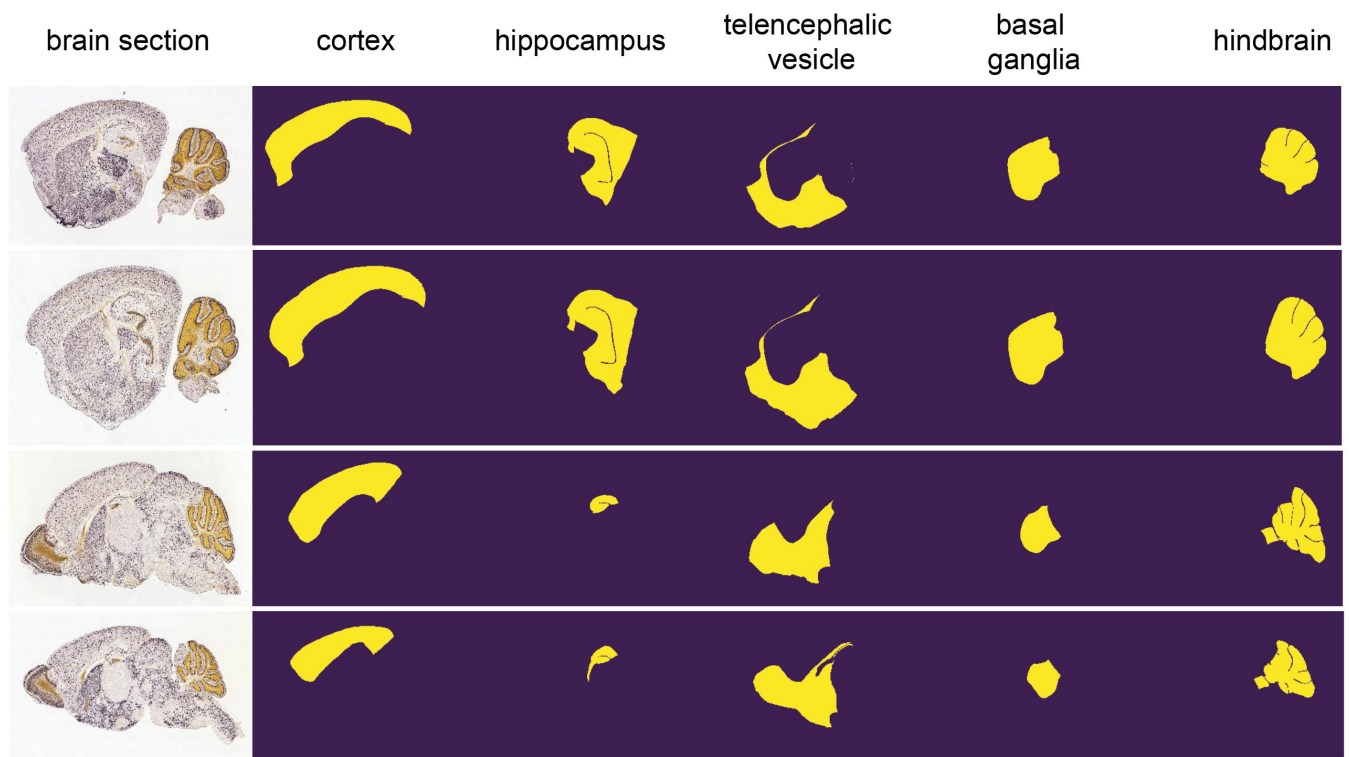 brain section
cortex
hippocampus
telencephalic
vesicle
basal
ganglia
hindbrain